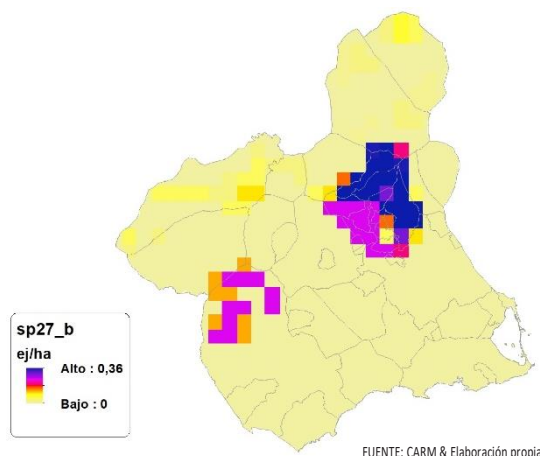 sp27_b
ej/ha
Alto : 0,36
Bajo : 0
FUENTE: CARM & Elaboración propia